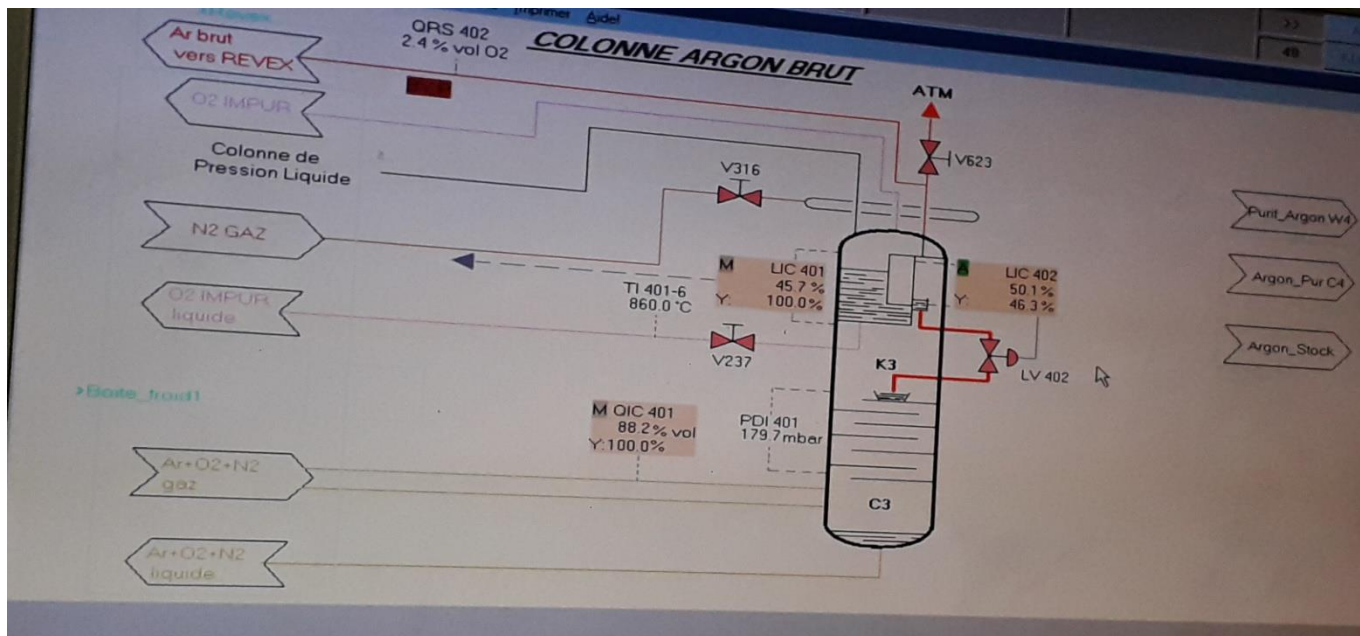 Imprimer Aide!
>>
49
COLONNE ARGON BRUT
QRS 402
2.4 % vol O2
Ar brut
vers REVEX
O2 IMPUR
Colonne de
Pression Liquide
ATM
V623
V316
N2 GAZ
Purif_Argon W4
Argon_Pur C4
Argon_Stock
M LIC 401
45.7 %
Y: 100.0%
A LIC 402
50.1 %
Y: 46.3 %
TI 401-6
860.0 °C
O2 IMPUR
liquide
V237
K3
LV 402
>Boite_froid1
M QIC 401
88.2 % vol
Y:100.0%
PDI 401
179.7 mbar
Ar+O2+N2
gaz
C3
Ar+O2+N2
liquide